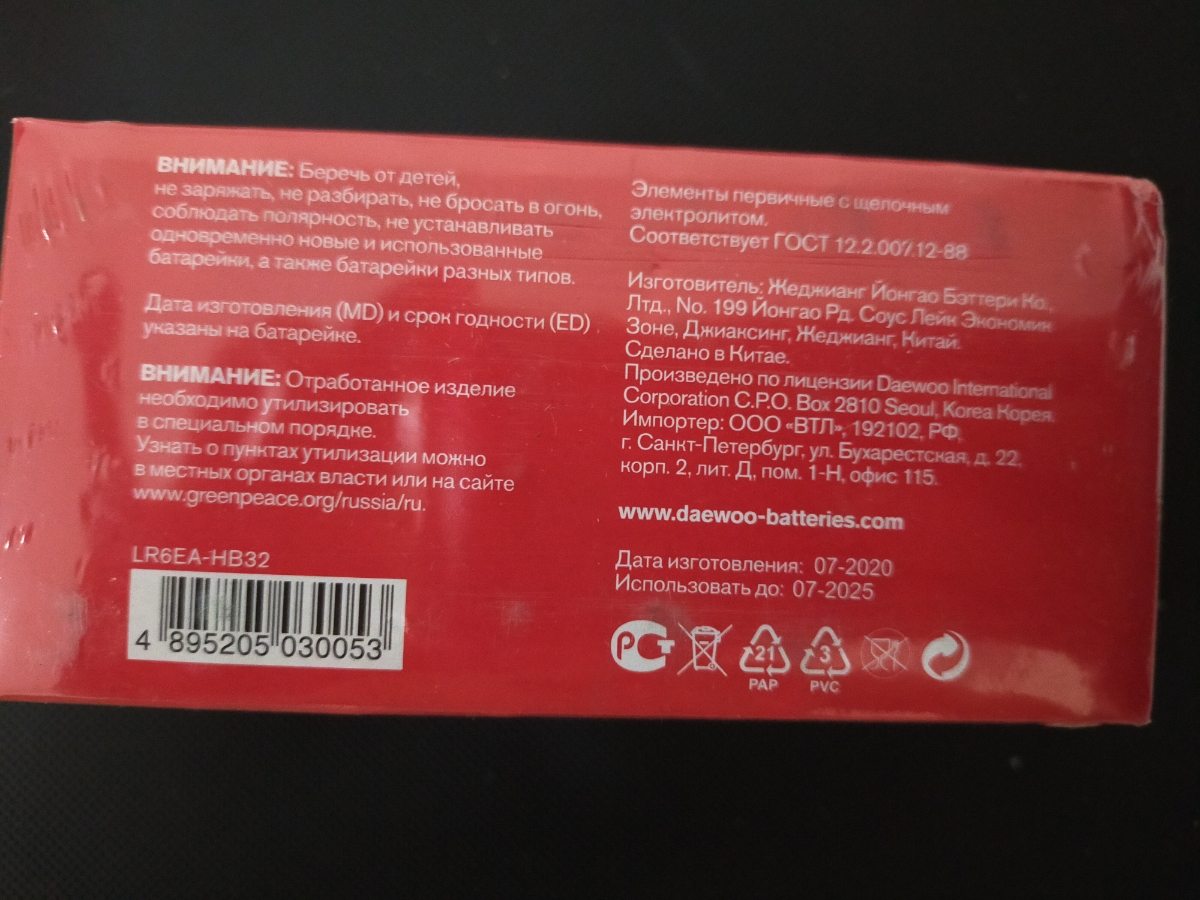 ВНИМАНИЕ: Беречь от детей,
не заряжать, не разбирать, не бросать в огонь,
соблюдать полярность, не устанавливать
одновременно новые и использованные
батарейки, а также батарейки разных типов.
Дата изготовления (MD) и срок годности (ED)
указаны на батарейке.
ВНИМАНИЕ: Отработанное изделие
необходимо утилизировать
в специальном порядке.
Узнать о пунктах утилизации можно
в местных органах власти или на сайте
www.greenpeace.org/russia/ru.
LR6EA-HB32
4 895205 030053
Элементы первичные с щелочным
электролитом.
Соответствует ГОСТ 12.2.007.12-88
Изготовитель: Жеджианг Йонгао Бэттери Ко.,
Лтд., No. 199 Йонгао Рд. Соус Лейк Экономик
Зоне, Джиаксинг, Жеджианг, Китай.
Сделано в Китае.
Произведено по лицензии Daewoo International
Corporation C.P.O. Box 2810 Seoul, Korea Корея.
Импортер: ООО «ВТЛ», 192102, РФ,
г. Санкт-Петербург, ул. Бухарестская, д. 22,
корп. 2, лит. Д, пом. 1-Н, офис 115.
www.daewoo-batteries.com
Дата изготовления: 07-2020
Использовать до: 07-2025
РСТ
21
PAP
3
PVC